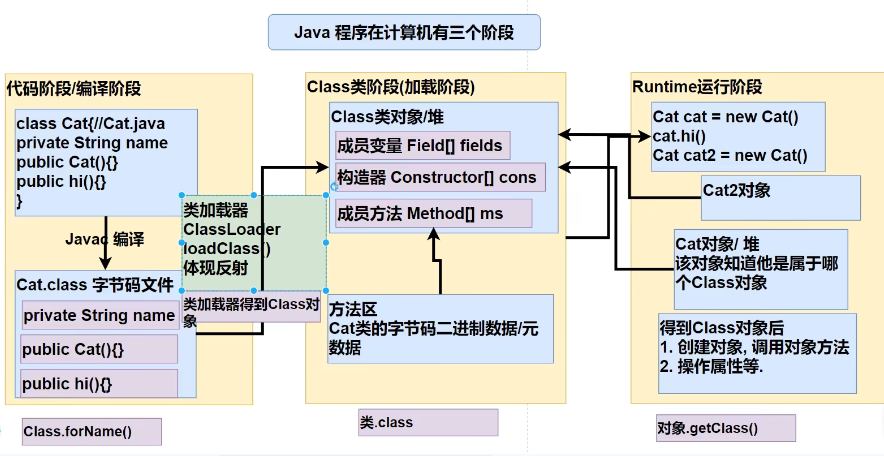 Java 程序在计算机有三个阶段
代码阶段/编译阶段
class Cat{//Cat.java
private String name
public Cat(){}
public hi(){}
}
Javac 编译
Cat.class 字节码文件
private String name
public Cat(){}
public hi(){}
Class.forName()
类加载器
ClassLoader
loadClass()
体现反射
类加载器得到Class对
象
Class类阶段(加载阶段)
Class类对象/堆
成员变量 Field[] fields
构造器 Constructor[] cons
成员方法 Method[] ms
方法区
Cat类的字节码二进制数据/元
数据
类.class
Runtime运行阶段
Cat cat = new Cat()
cat.hi()
Cat cat2 = new Cat()
Cat2对象
Cat对象/ 堆
该对象知道他是属于哪
个Class对象
得到Class对象后
1. 创建对象, 调用对象方法
2. 操作属性等.
对象.getClass()